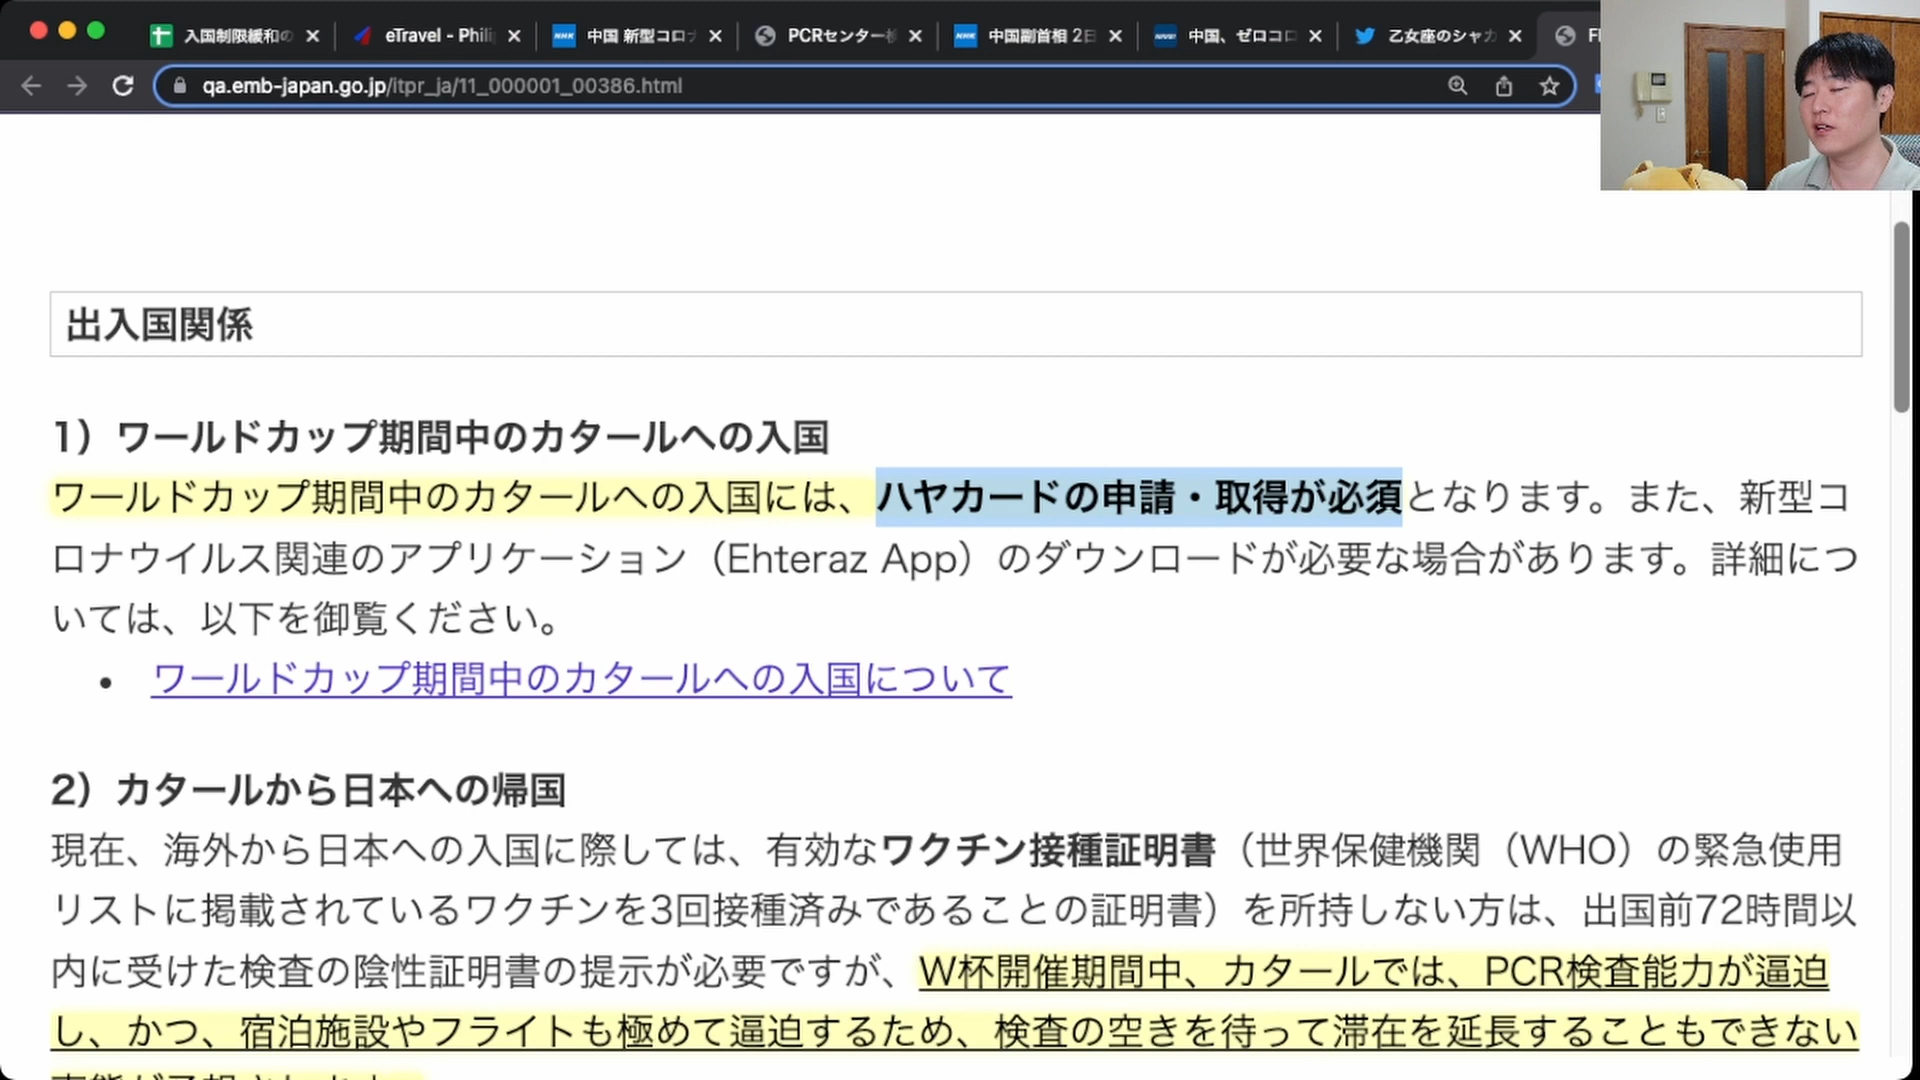 入国制限緩和の
eTravel - Phili
中国 新型コロナ
PCRセンター検
中国副首相 2日
中国、ゼロコロ
乙女座のシャカ
qa.emb-japan.go.jp/itpr_ja/11_000001_00386.html
出入国関係
1）ワールドカップ期間中のカタールへの入国
ワールドカップ期間中のカタールへの入国には、ハヤカードの申請・取得が必須となります。また、新型コ
ロナウイルス関連のアプリケーション（Ehteraz App）のダウンロードが必要な場合があります。詳細につ
いては、以下を御覧ください。
• ワールドカップ期間中のカタールへの入国について
2）カタールから日本への帰国
現在、海外から日本への入国に際しては、有効なワクチン接種証明書（世界保健機関（WHO）の緊急使用
リストに掲載されているワクチンを3回接種済みであることの証明書）を所持しない方は、出国前72時間以
内に受けた検査の陰性証明書の提示が必要ですが、W杯開催期間中、カタールでは、PCR検査能力が逼迫
し、かつ、宿泊施設やフライトも極めて逼迫するため、検査の空きを待って滞在を延長することもできない